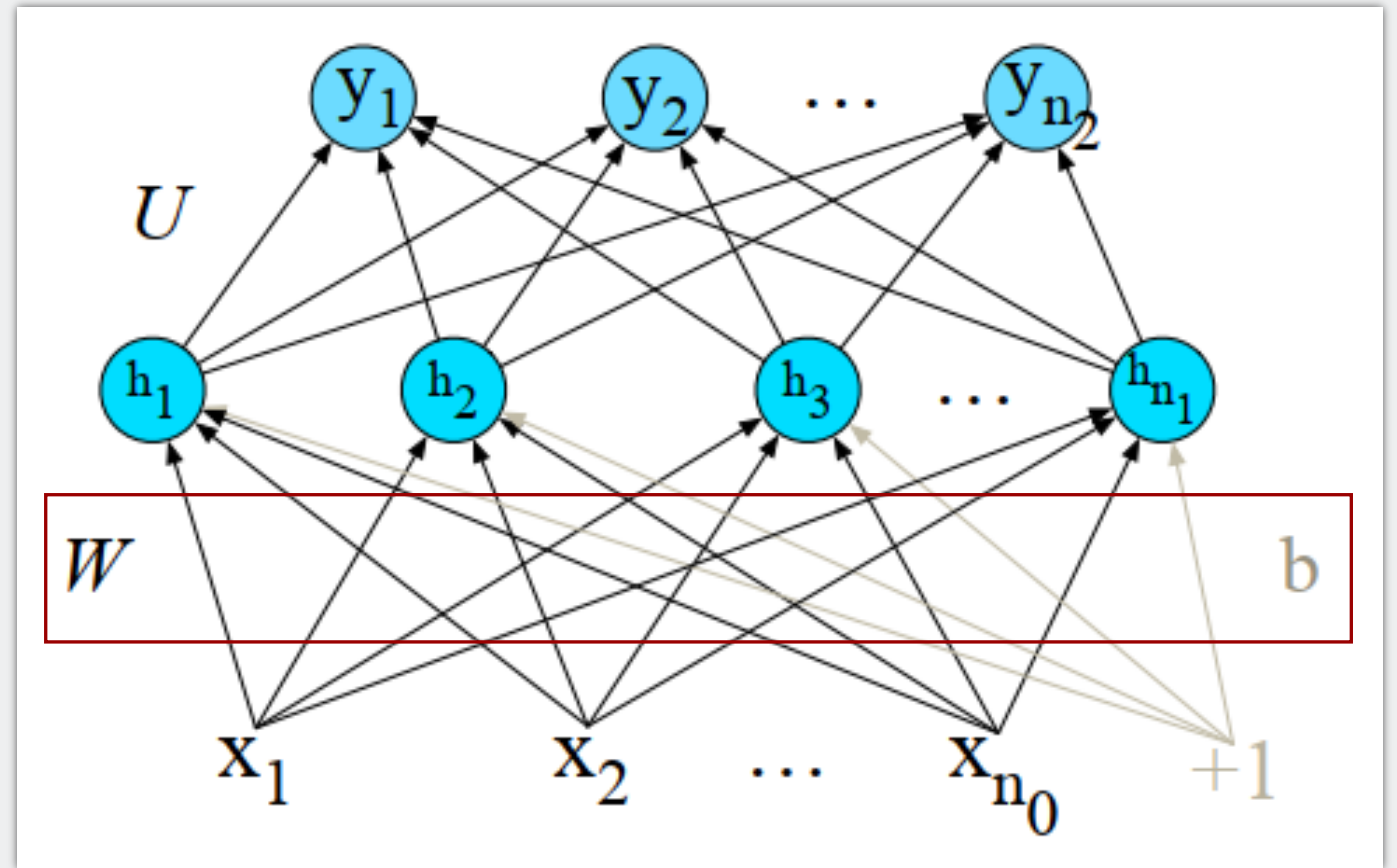 y1 y2 … yn2
U
h1 h2 h3 … hn1
W b
x1 x2 … xn0 +1